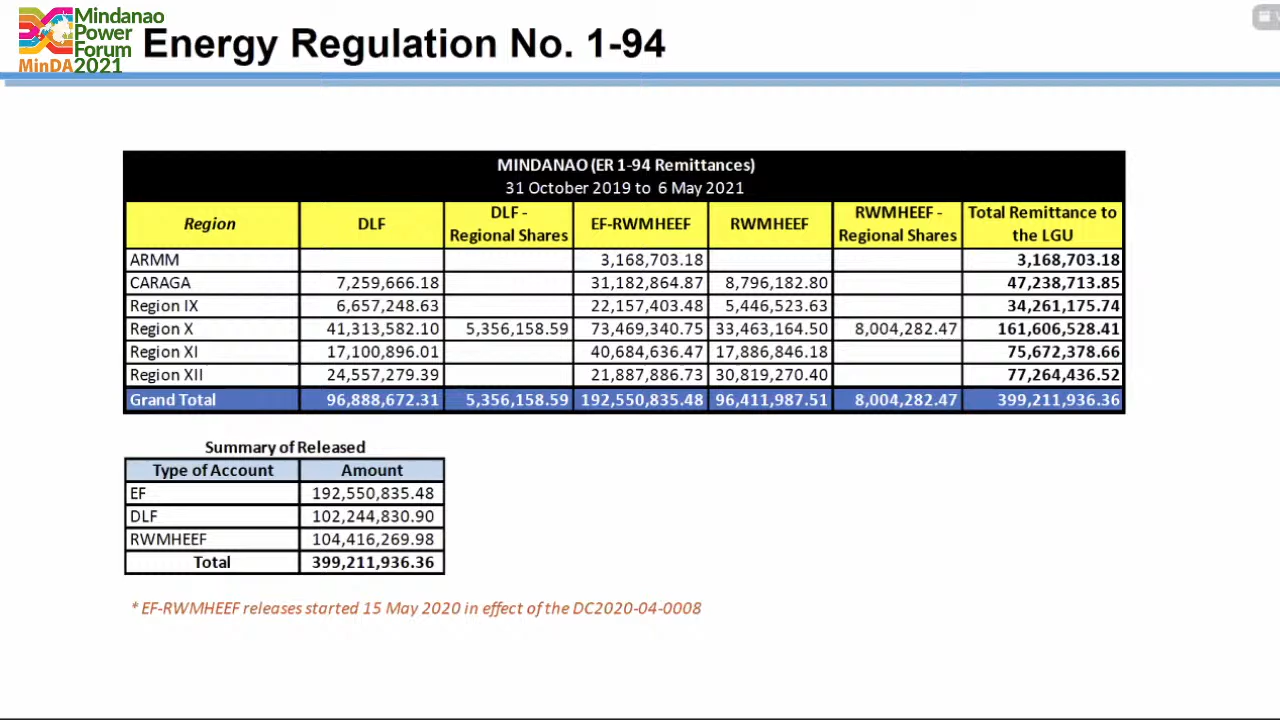 Mindanao
Power
Forum
MinDA2021
Energy Regulation No. 1-94
MINDANAO (ER 1-94 Remittances)
31 October 2019 to 6 May 2021
Region DLF DLF - Regional Shares EF-RWMHEEF RWMHEEF RWMHEEF - Regional Shares Total Remittance to the LGU
ARMM 3,168,703.18 3,168,703.18
CARAGA 7,259,666.18 31,182,864.87 8,796,182.80 47,238,713.85
Region IX 6,657,248.63 22,157,403.48 5,446,523.63 34,261,175.74
Region X 41,313,582.10 5,356,158.59 73,469,340.75 33,463,164.50 8,004,282.47 161,606,528.41
Region XI 17,100,896.01 40,684,636.47 17,886,846.18 75,672,378.66
Region XII 24,557,279.39 21,887,886.73 30,819,270.40 77,264,436.52
Grand Total 96,888,672.31 5,356,158.59 192,550,835.48 96,411,987.51 8,004,282.47 399,211,936.36
Summary of Released
Type of Account Amount
EF 192,550,835.48
DLF 102,244,830.90
RWMHEEF 104,416,269.98
Total 399,211,936.36
* EF-RWMHEEF releases started 15 May 2020 in effect of the DC2020-04-0008